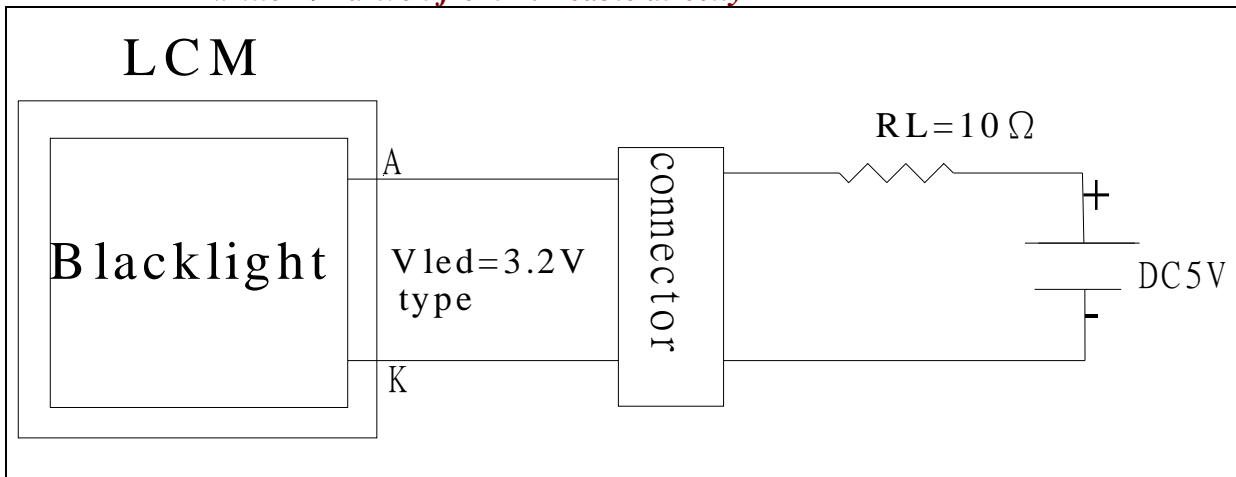 LCM
RL=10Ω
A
connector
+
Blacklight
Vled=3.2V
type
DC5V
-
K